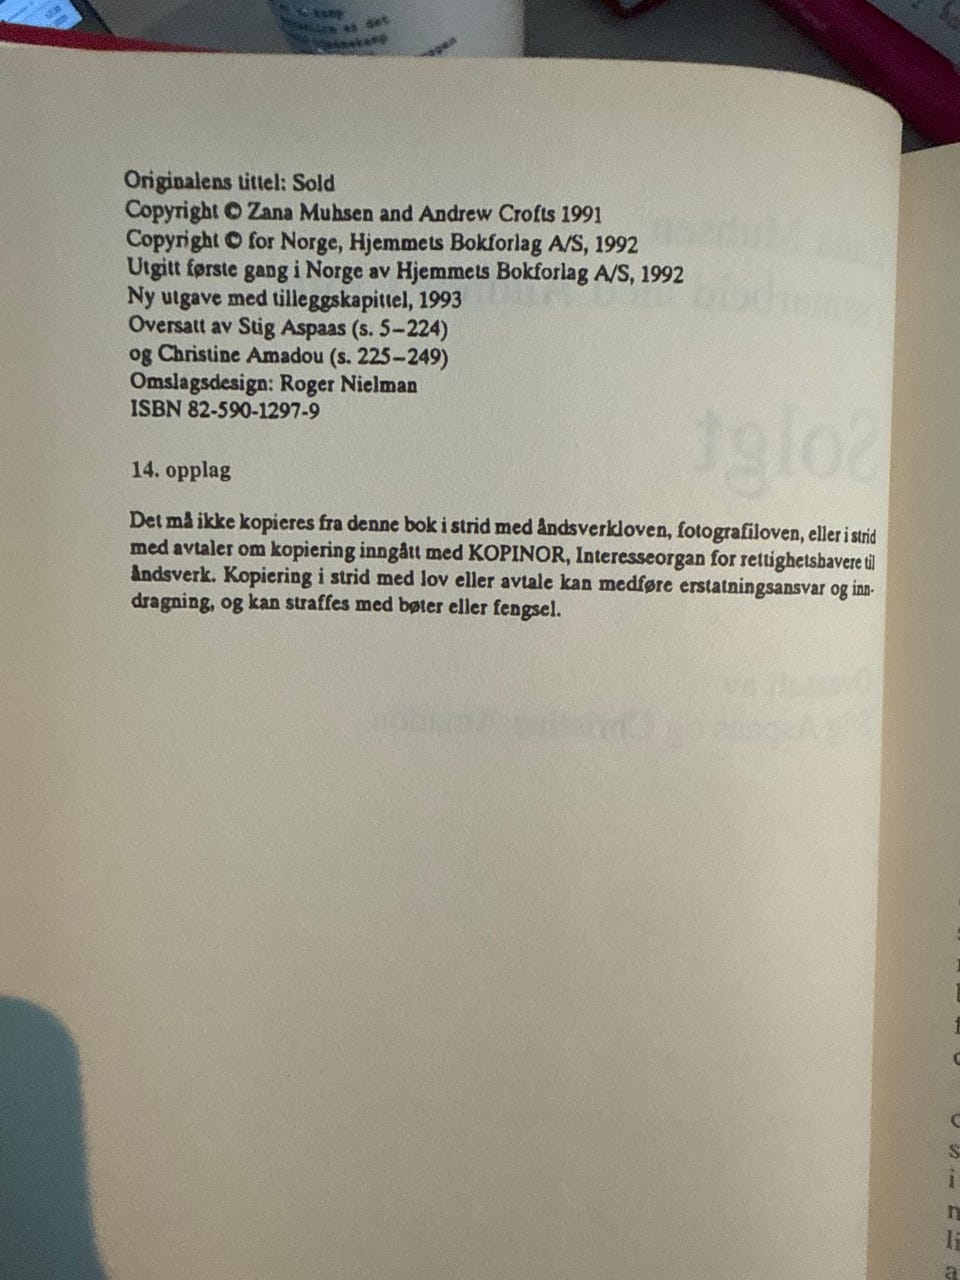 Originalens tittel: Sold
Copyright © Zana Muhsen and Andrew Crofts 1991
Copyright © for Norge, Hjemmets Bokforlag A/S, 1992
Utgitt første gang i Norge av Hjemmets Bokforlag A/S, 1992
Ny utgave med tilleggskapittel, 1993
Oversatt av Stig Aspaas (s. 5–224)
og Christine Amadou (s. 225–249)
Omslagsdesign: Roger Nielman
ISBN 82-590-1297-9
14. opplag
Det må ikke kopieres fra denne bok i strid med åndsverkloven, fotografiloven, eller i strid
med avtaler om kopiering inngått med KOPINOR, Interesseorgan for rettighetshavere til
åndsverk. Kopiering i strid med lov eller avtale kan medføre erstatningsansvar og inn-
dragning, og kan straffes med bøter eller fengsel.